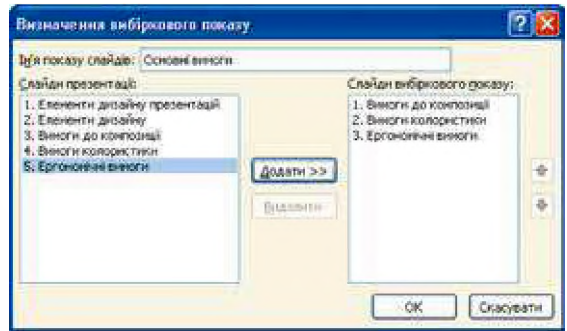 Визначення вибіркового показу
Ім'я показу слайдів: Основні вимоги
Слайди презентації:
1. Елементи дизайну презентації
2. Елементи дизайну
3. Вимоги до композиції
4. Вимоги колористики
5. Ергономічні вимоги
Додати >>
Видалити
Слайди вибіркового показу:
1. Вимоги до композиції
2. Вимоги колористики
3. Ергономічні вимоги
OK
Скасувати